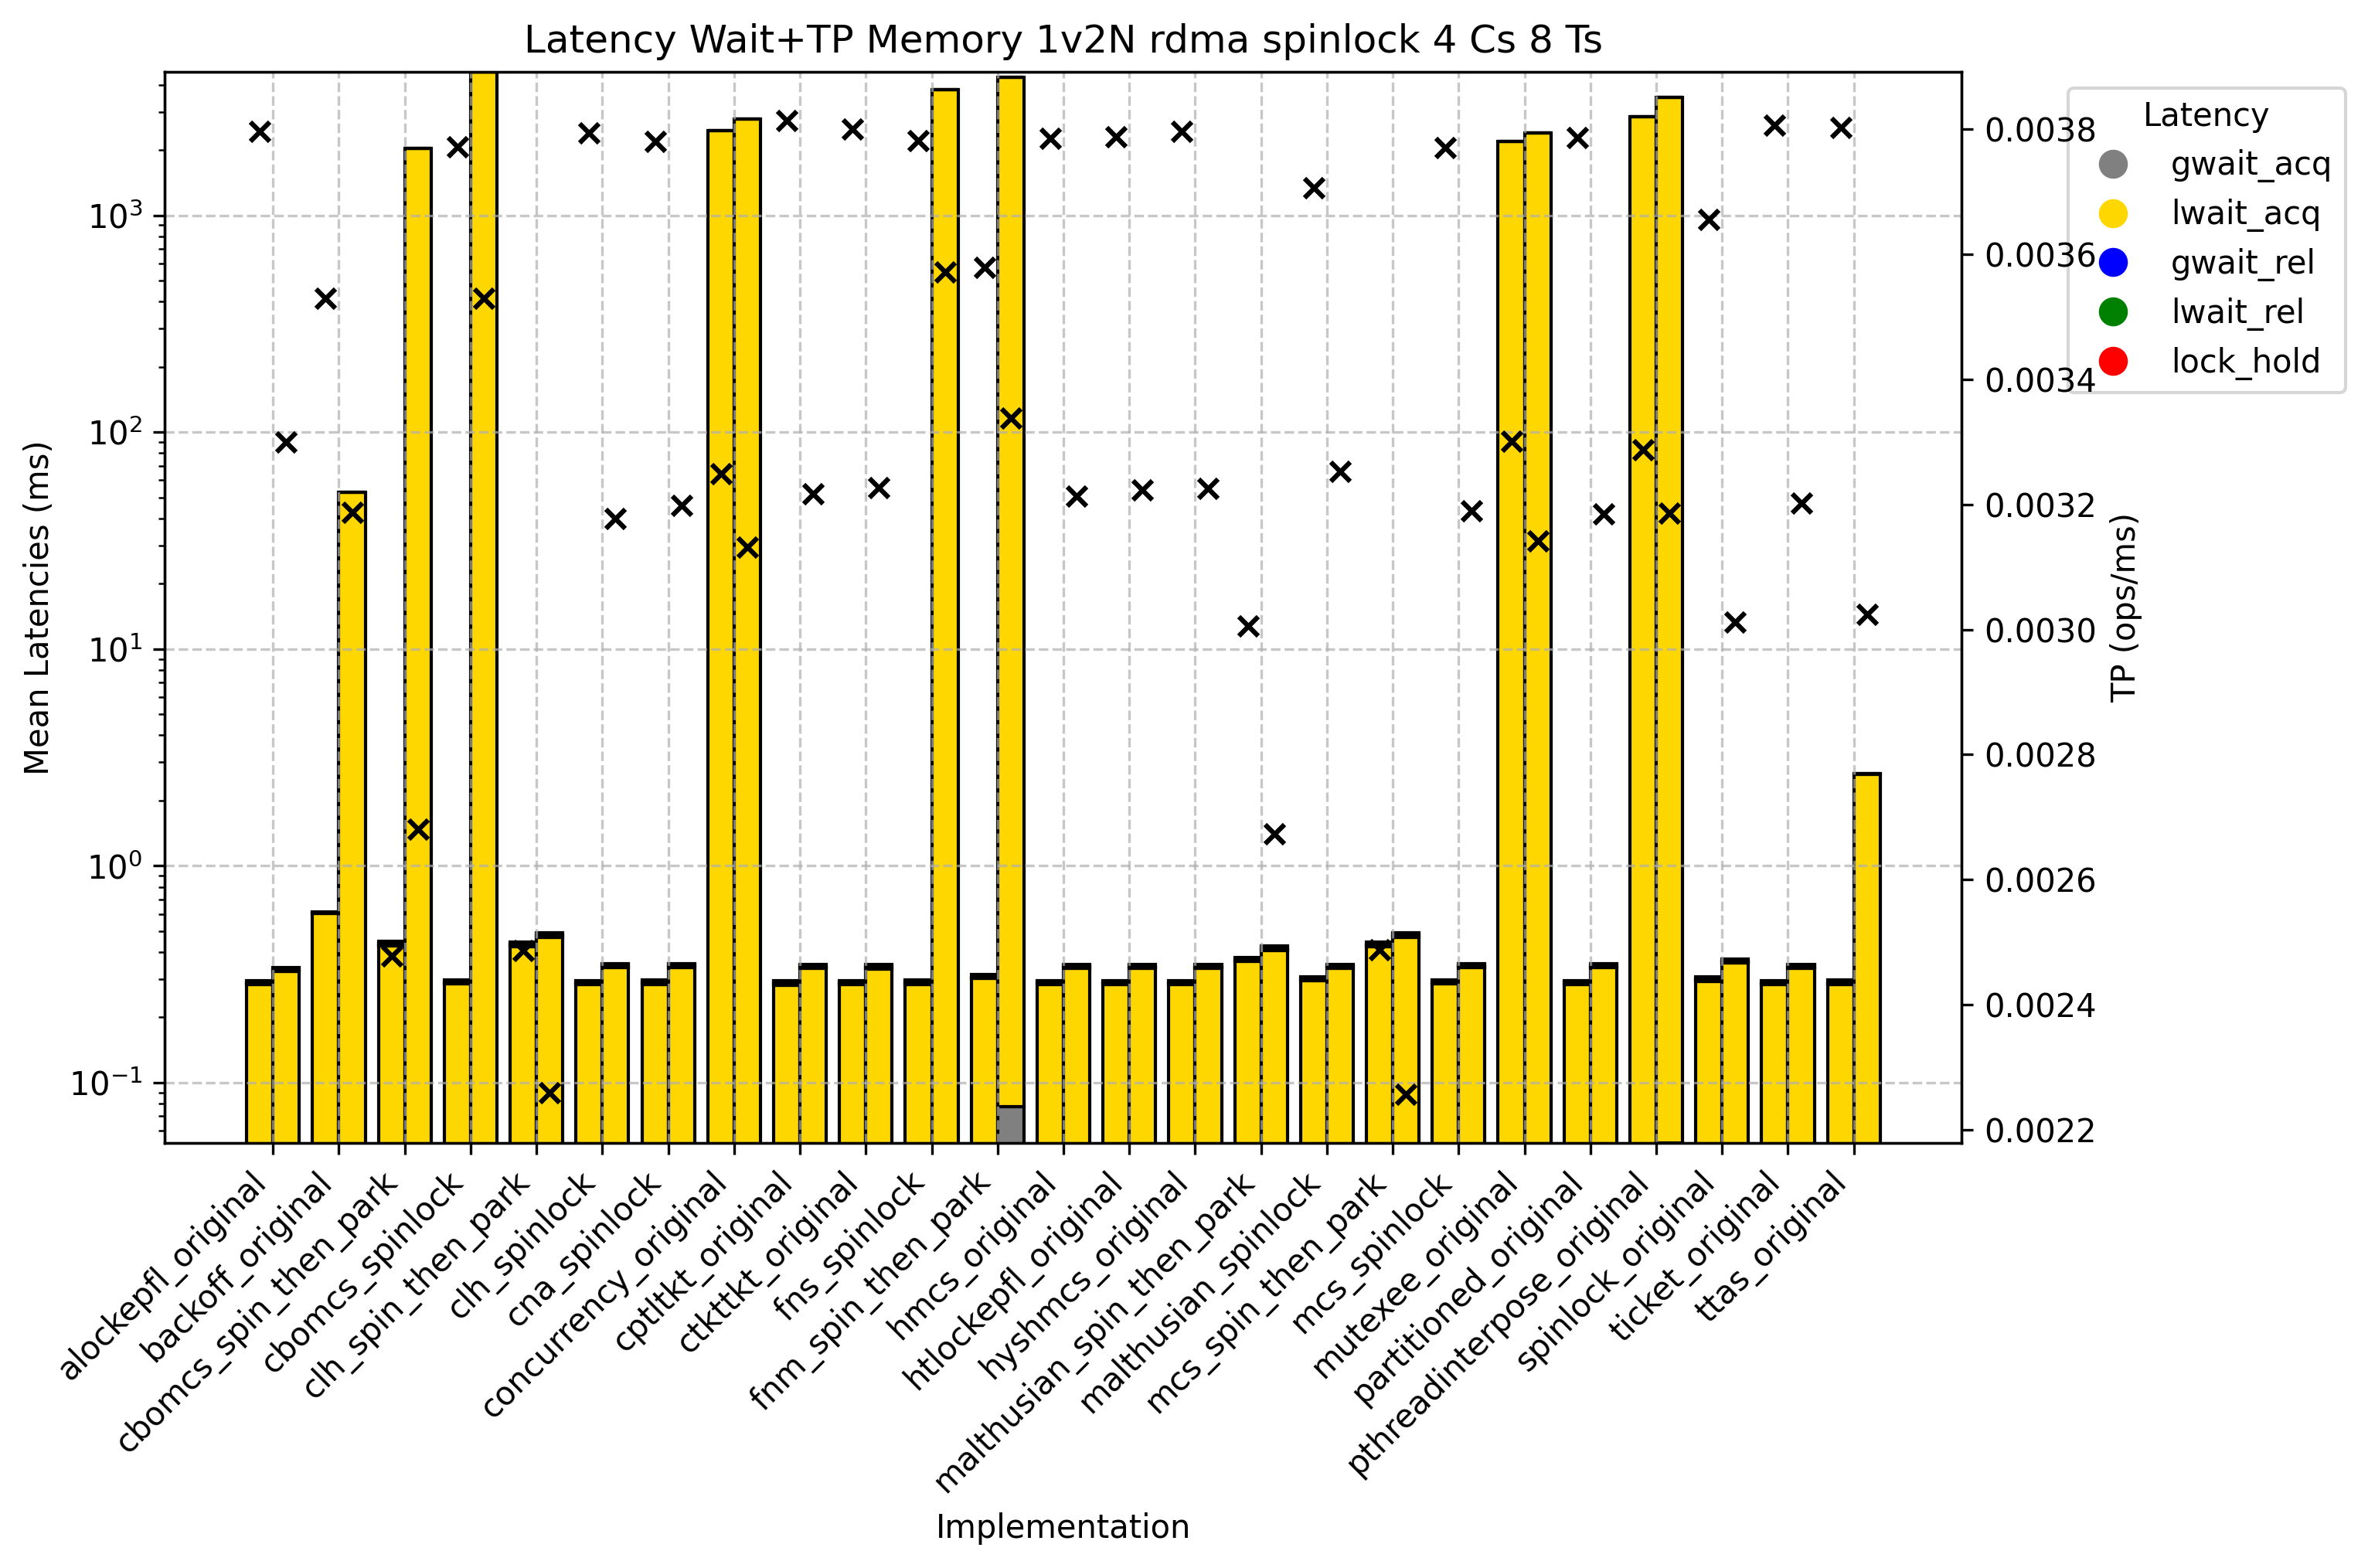 Latency Wait+TP Memory 1v2N rdma spinlock 4 Cs 8 Ts
Mean Latencies (ms)
10³
10²
10¹
10⁰
10⁻¹
0.0038
0.0036
0.0034
0.0032
0.0030
0.0028
0.0026
0.0024
0.0022
TP (ops/ms)
Latency
gwait_acq
lwait_acq
gwait_rel
lwait_rel
lock_hold
alockepfl_original
backoff_original
cbomcs_spin_then_park
cbomcs_spinlock
clh_spin_then_park
clh_spinlock
cna_spinlock
concurrency_original
cptltkt_original
ctktttkt_original
fns_spinlock
fnm_spin_then_park
hmcs_original
htlockepfl_original
hyshmcs_original
malthusian_spin_then_park
malthusian_spinlock
mcs_spin_then_park
mcs_spinlock
mutexee_original
partitioned_original
pthreadinterpose_original
spinlock_original
ticket_original
ttas_original
Implementation